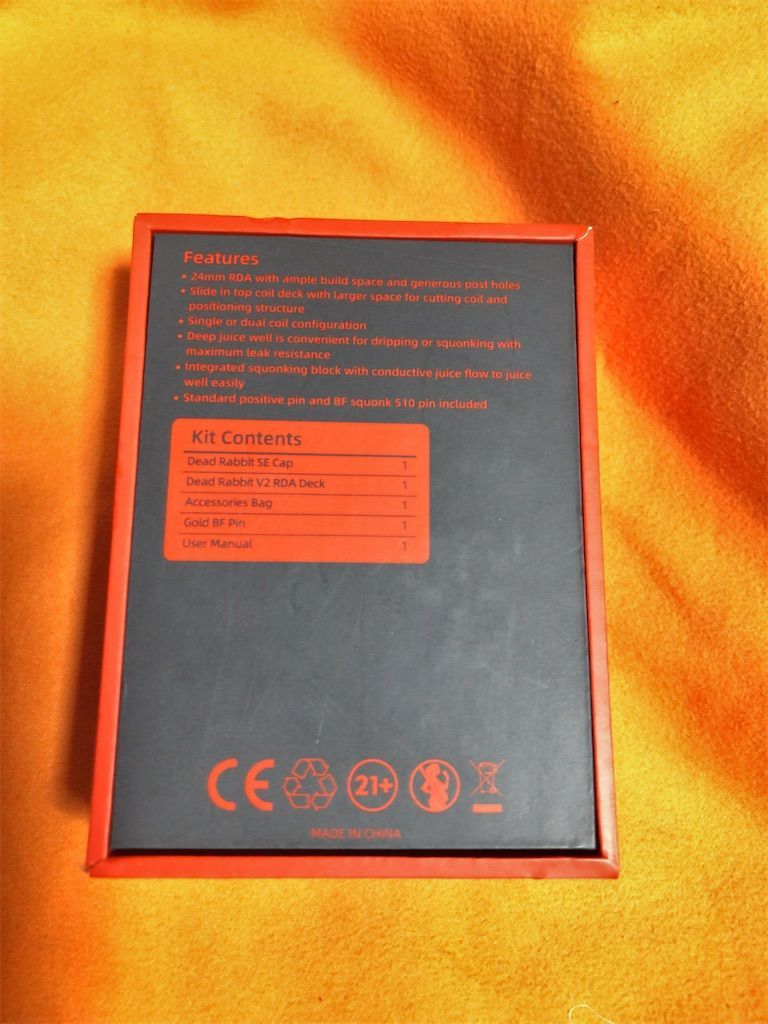 Features
• 24mm RDA with ample build space and generous post holes
• Slide in top coil deck with larger space for cutting coil and
positioning structure
• Single or dual coil configuration
• Deep juice well is convenient for dripping or squonking with
maximum leak resistance
• Integrated squonking block with conductive juice flow to juice
well easily
• Standard positive pin and BF squonk 510 pin included
Kit Contents
Dead Rabbit SE Cap 1
Dead Rabbit V2 RDA Deck 1
Accessories Bag 1
Gold BF Pin 1
User Manual 1
CE 21+
MADE IN CHINA